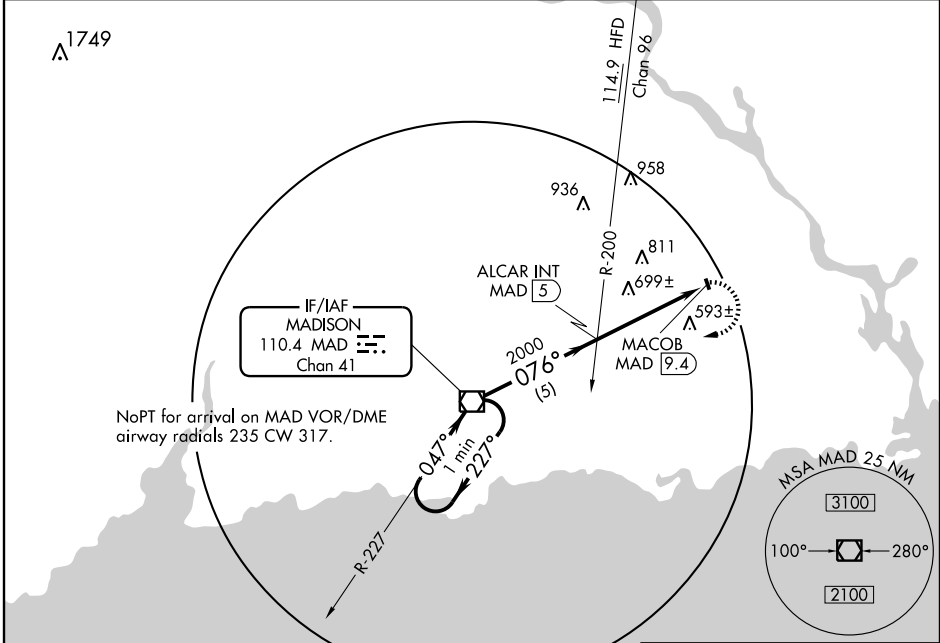 1749
114.9 HFD
Chan 96
958
936
R-200
811
ALCAR INT
MAD 5
699±
593±
IF/IAF
MADISON
110.4 MAD
Chan 41
MACOB
MAD 9.4
2000
076°
(5)
NoPT for arrival on MAD VOR/DME
airway radials 235 CW 317.
047°
1 min
227°
R-227
MSA MAD 25 NM
3100
100°
280°
2100